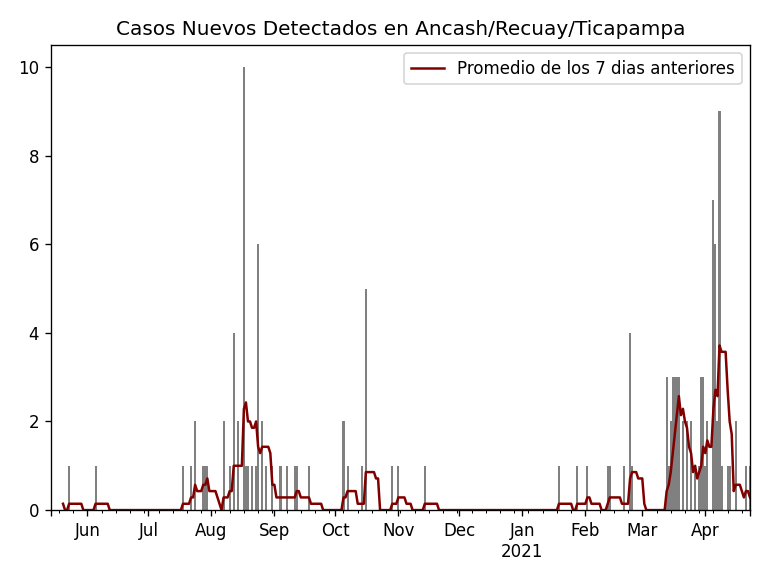 Casos Nuevos Detectados en Ancash/Recuay/Ticapampa
Promedio de los 7 dias anteriores
10
8
6
4
2
0
Jun Jul Aug Sep Oct Nov Dec Jan Feb Mar Apr
2021